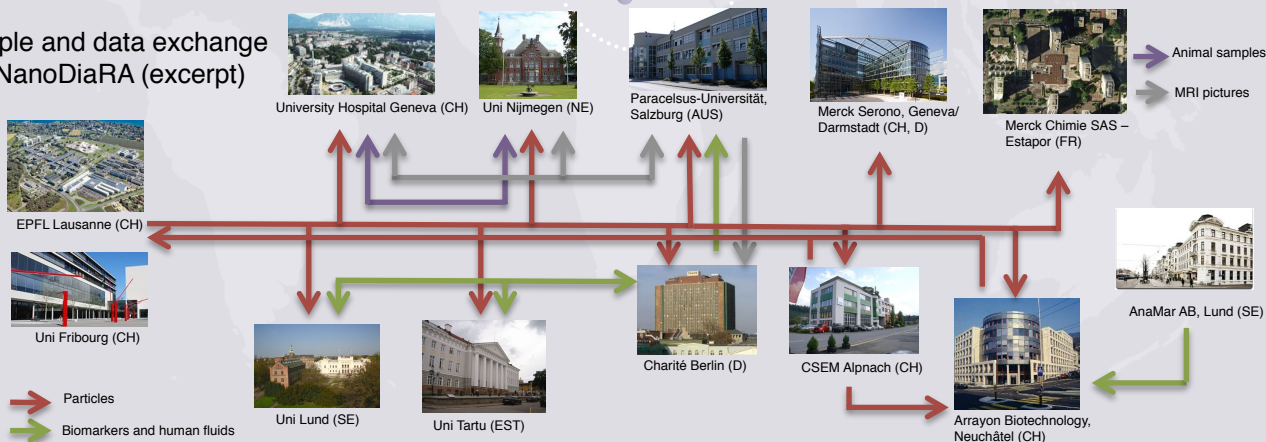 ple and data exchange
NanoDiaRA (excerpt)
University Hospital Geneva (CH)
Uni Nijmegen (NE)
Paracelsus-Universität,
Salzburg (AUS)
Merck Serono, Geneva/
Darmstadt (CH, D)
Merck Chimie SAS –
Estapor (FR)
Animal samples
MRI pictures
EPFL Lausanne (CH)
Uni Fribourg (CH)
AnaMar AB, Lund (SE)
Uni Lund (SE)
Uni Tartu (EST)
Charité Berlin (D)
CSEM Alpnach (CH)
Arrayon Biotechnology,
Neuchâtel (CH)
Particles
Biomarkers and human fluids